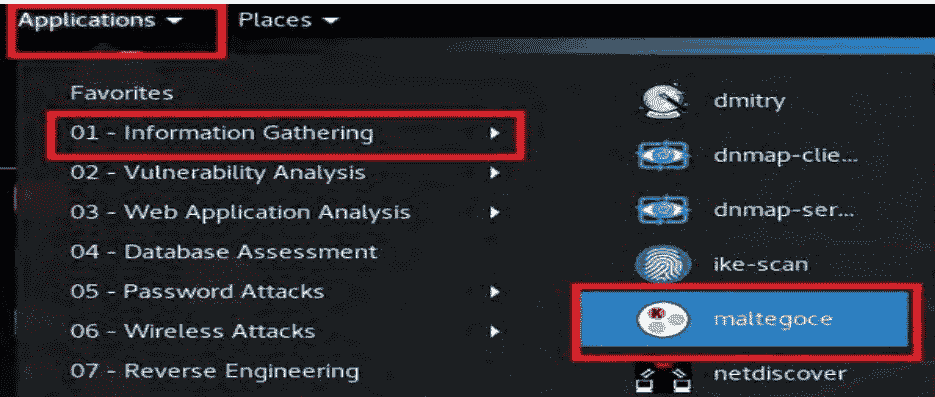 Applications Places
Favorites
01 - Information Gathering
02 - Vulnerability Analysis
03 - Web Application Analysis
04 - Database Assessment
05 - Password Attacks
06 - Wireless Attacks
07 - Reverse Engineering
dmitry
dnmap-clie...
dnmap-ser...
ike-scan
maltegoce
netdiscover